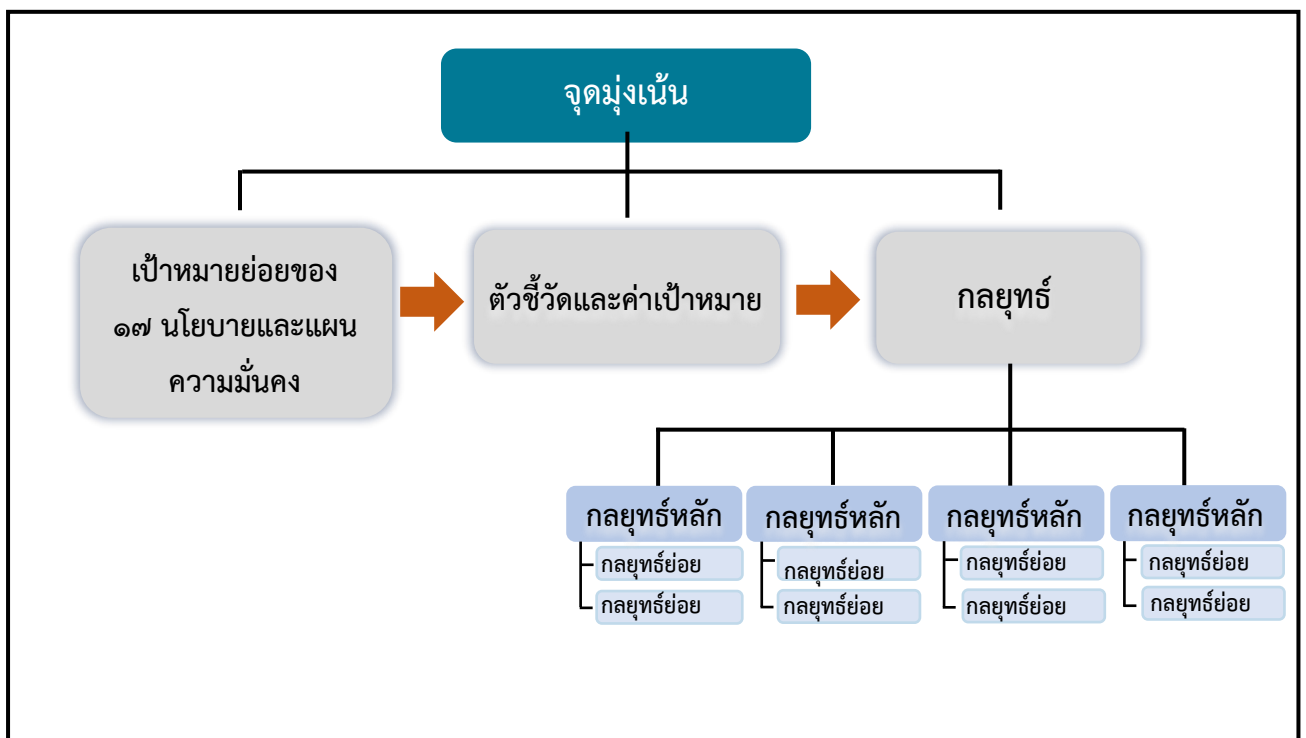 จุดมุ่งเน้น
เป้าหมายย่อยของ
๑๗ นโยบายและแผน
ความมั่นคง
ตัวชี้วัดและค่าเป้าหมาย
กลยุทธ์
กลยุทธ์หลัก
กลยุทธ์ย่อย
กลยุทธ์ย่อย
กลยุทธ์หลัก
กลยุทธ์ย่อย
กลยุทธ์ย่อย
กลยุทธ์หลัก
กลยุทธ์ย่อย
กลยุทธ์ย่อย
กลยุทธ์หลัก
กลยุทธ์ย่อย
กลยุทธ์ย่อย